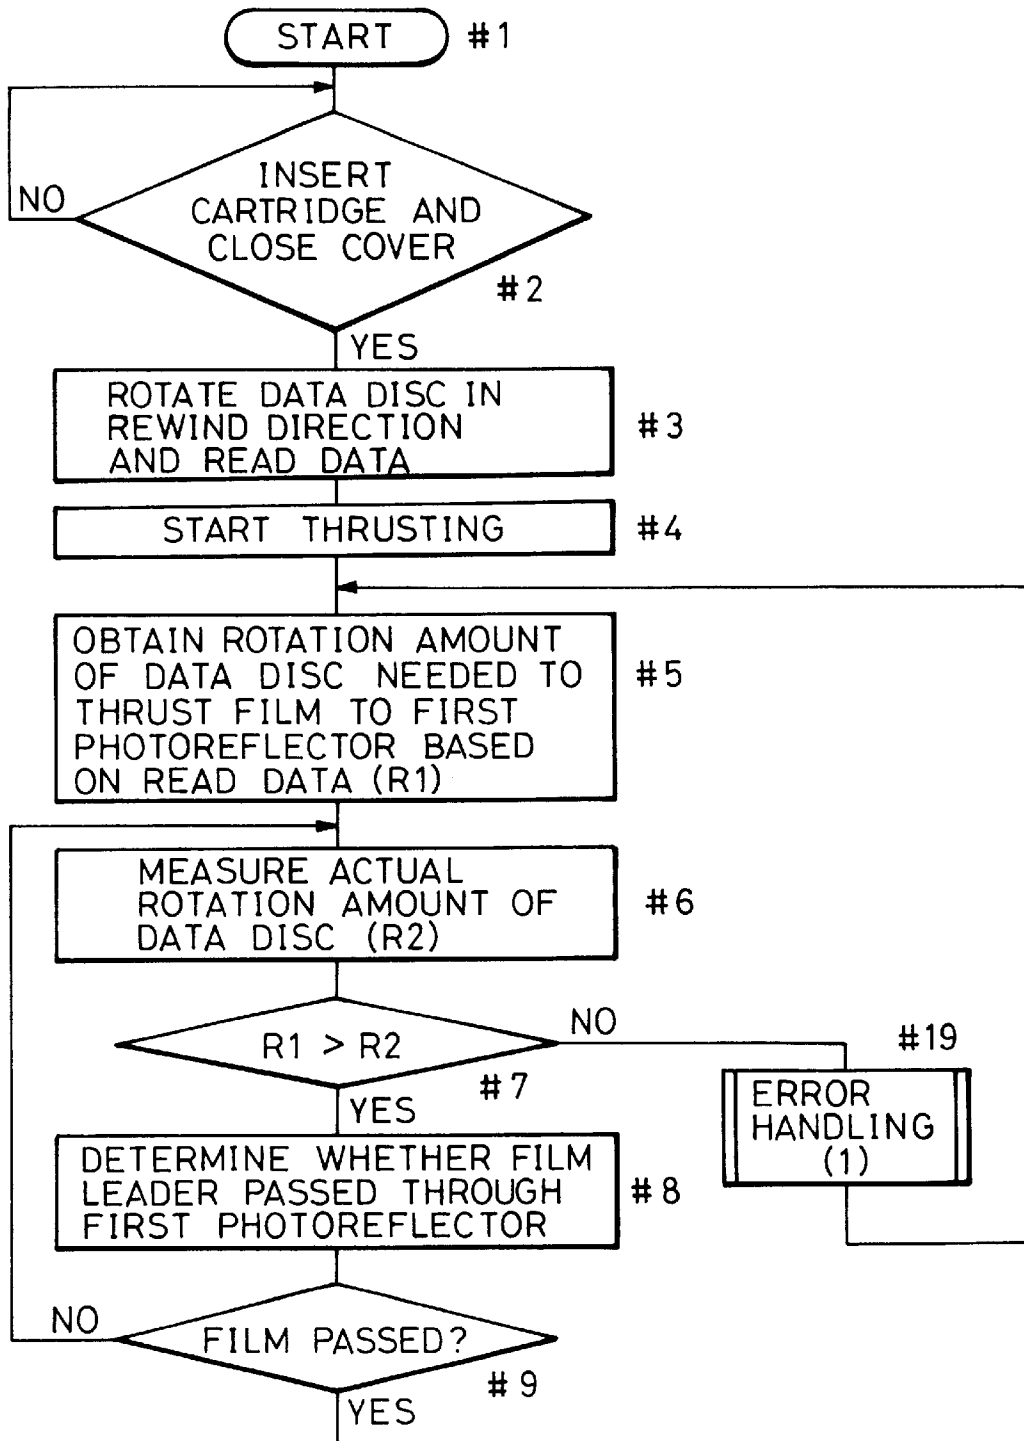 START #1
NO
INSERT
CARTRIDGE AND
CLOSE COVER
#2
YES
ROTATE DATA DISC IN
REWIND DIRECTION
AND READ DATA
#3
START THRUSTING #4
OBTAIN ROTATION AMOUNT
OF DATA DISC NEEDED TO
THRUST FILM TO FIRST
PHOTOREFLECTOR BASED
ON READ DATA (R1)
#5
MEASURE ACTUAL
ROTATION AMOUNT OF
DATA DISC (R2)
#6
R1 > R2
NO
#7
YES
#19
ERROR
HANDLING
(1)
DETERMINE WHETHER FILM
LEADER PASSED THROUGH
FIRST PHOTOREFLECTOR
#8
NO
FILM PASSED?
#9
YES